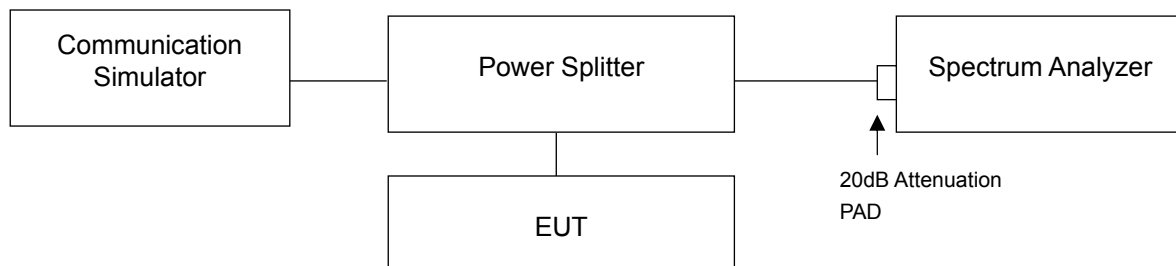 Communication
Simulator
Power Splitter
Spectrum Analyzer
20dB Attenuation
PAD
EUT